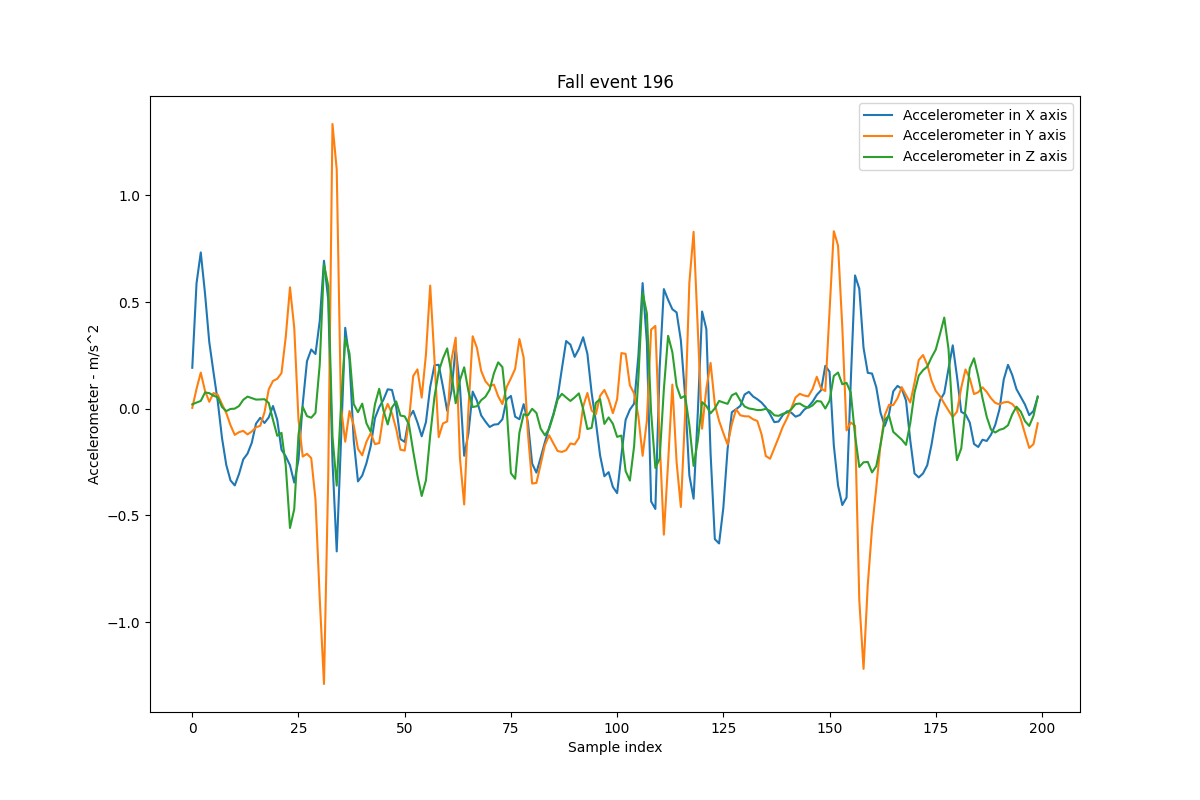 Fall event 196
Accelerometer in X axis
Accelerometer in Y axis
Accelerometer in Z axis
Accelerometer - m/s^2
1.0
0.5
0.0
−0.5
−1.0
0 25 50 75 100 125 150 175 200
Sample index